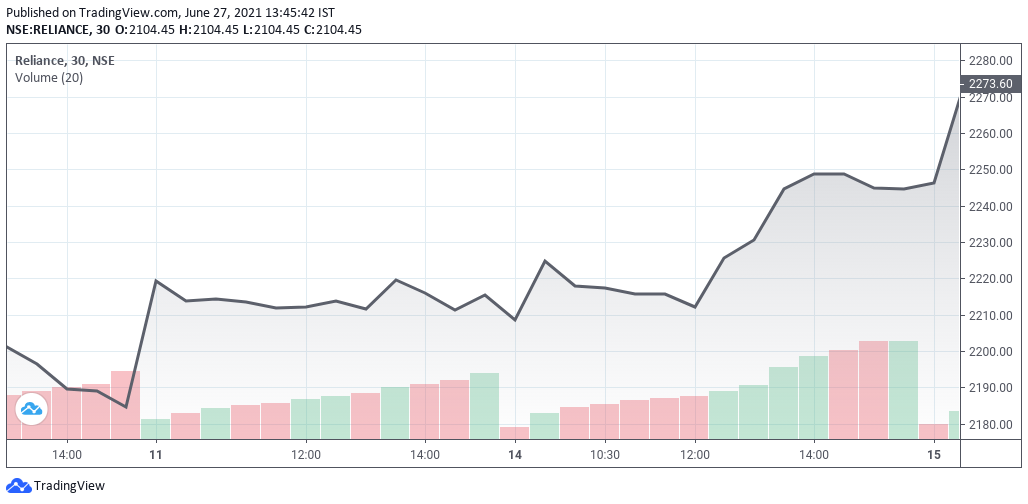 Published on TradingView.com, June 27, 2021 13:45:42 IST
NSE:RELIANCE, 30 O:2104.45 H:2104.45 L:2104.45 C:2104.45
Reliance, 30, NSE
Volume (20)
2280.00
2273.60
2270.00
2260.00
2250.00
2240.00
2230.00
2220.00
2210.00
2200.00
2190.00
2180.00
14:00 11 12:00 14:00 14 10:30 12:00 14:00 15
TradingView